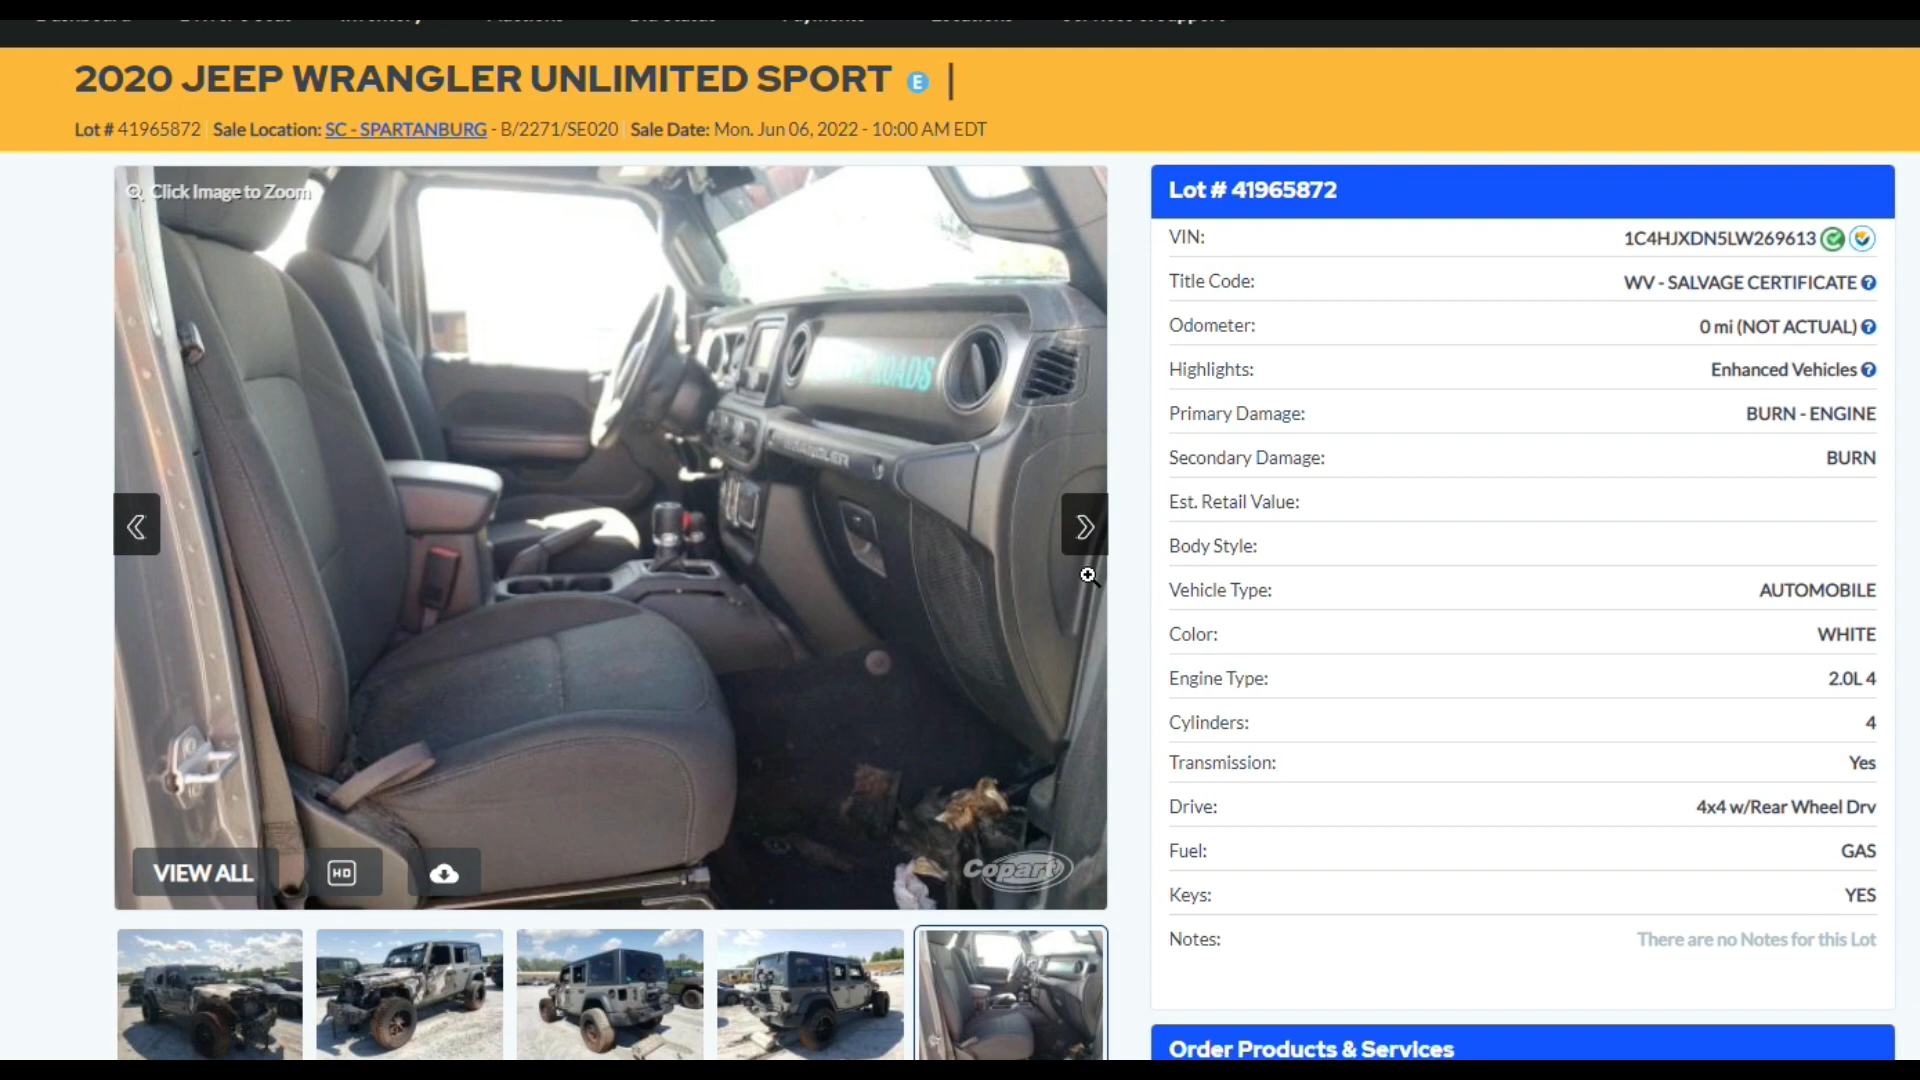 2020 JEEP WRANGLER UNLIMITED SPORT E |
Lot # 41965872 | Sale Location: SC - SPARTANBURG - B/2271/SE020 | Sale Date: Mon. Jun 06, 2022 - 10:00 AM EDT
Click Image to Zoom
ROADS
WRANGLER
VIEW ALL
HD
Copart
Lot # 41965872
VIN: 1C4HJXDN5LW269613
Title Code: WV - SALVAGE CERTIFICATE ?
Odometer: 0 mi (NOT ACTUAL) ?
Highlights: Enhanced Vehicles ?
Primary Damage: BURN - ENGINE
Secondary Damage: BURN
Est. Retail Value:
Body Style:
Vehicle Type: AUTOMOBILE
Color: WHITE
Engine Type: 2.0L 4
Cylinders: 4
Transmission: Yes
Drive: 4x4 w/Rear Wheel Drv
Fuel: GAS
Keys: YES
Notes: There are no Notes for this Lot
Order Products & Services